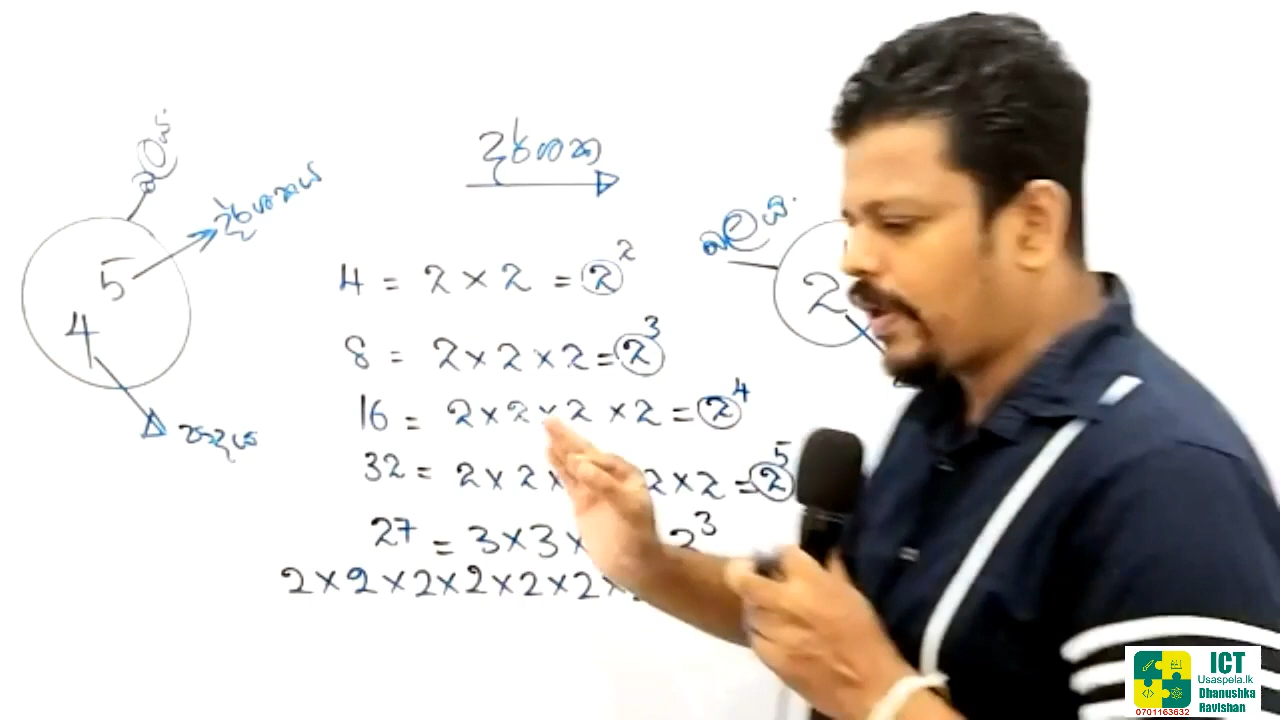 දර්ශක
බලය
දර්ශකය
5
4
පාදය
බලය
2
4 = 2 × 2 = 2²
8 = 2 × 2 × 2 = 2³
16 = 2 × 2 × 2 × 2 = 2⁴
32 = 2 × 2 × 2 × 2 = 2⁵
27 = 3 × 3 × 3
2 × 2 × 2 × 2 × 2 × 2 ×
ICT
Usaspela.lk
Dhanushka
Ravishan
0701163632